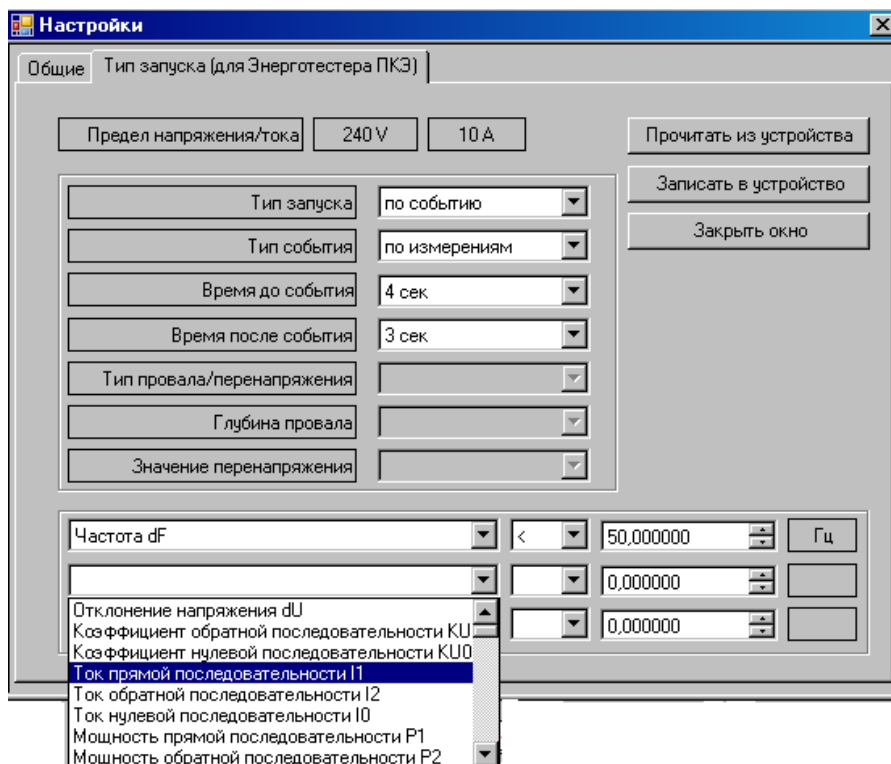 Настройки
Общие
Тип запуска (для Энерготестера ПКЭ)
Предел напряжения/тока 240 V 10 A
Прочитать из устройства
Записать в устройство
Закрыть окно
Тип запуска по событию
Тип события по измерениям
Время до события 4 сек
Время после события 3 сек
Тип провала/перенапряжения
Глубина провала
Значение перенапряжения
Частота dF < 50,000000 Гц
0,000000
0,000000
Отклонение напряжения dU
Коэффициент обратной последовательности KU
Коэффициент нулевой последовательности KU0
Ток прямой последовательности I1
Ток обратной последовательности I2
Ток нулевой последовательности I0
Мощность прямой последовательности P1
Мощность обратной последовательности P2